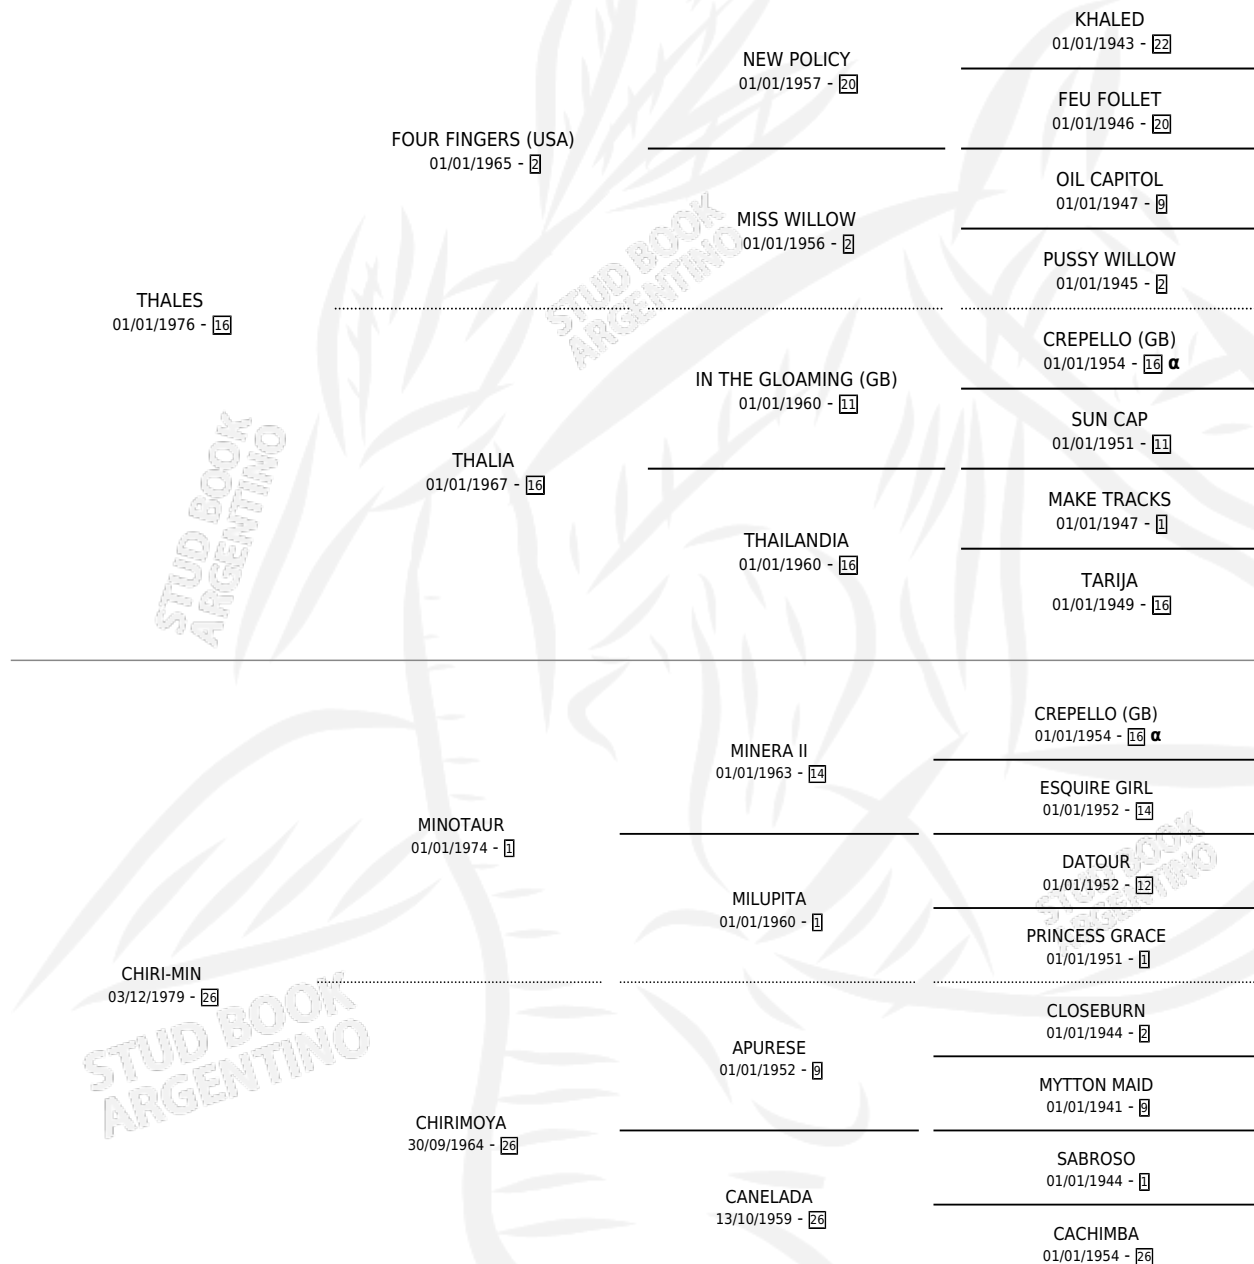 KHALED
01/01/1943 - 22
NEW POLICY
01/01/1957 - 20
FEU FOLLET
01/01/1946 - 20
FOUR FINGERS (USA)
01/01/1965 - 2
OIL CAPITOL
01/01/1947 - 9
MISS WILLOW
01/01/1956 - 2
PUSSY WILLOW
01/01/1945 - 2
THALES
01/01/1976 - 16
CREPELLO (GB)
01/01/1954 - 16 α
IN THE GLOAMING (GB)
01/01/1960 - 11
SUN CAP
01/01/1951 - 11
THALIA
01/01/1967 - 16
MAKE TRACKS
01/01/1947 - 1
THAILANDIA
01/01/1960 - 16
TARIJA
01/01/1949 - 16
CREPELLO (GB)
01/01/1954 - 16 α
MINERA II
01/01/1963 - 14
ESQUIRE GIRL
01/01/1952 - 14
MINOTAUR
01/01/1974 - 1
DATOUR
01/01/1952 - 12
MILUPITA
01/01/1960 - 1
PRINCESS GRACE
01/01/1951 - 1
CHIRI-MIN
03/12/1979 - 26
CLOSEBURN
01/01/1944 - 2
APURESE
01/01/1952 - 9
MYTTON MAID
01/01/1941 - 9
CHIRIMOYA
30/09/1964 - 26
SABROSO
01/01/1944 - 1
CANELADA
13/10/1959 - 26
CACHIMBA
01/01/1954 - 26
STUD BOOK
ARGENTINO
STUD BOOK
ARGENTINO
STUD BOOK
ARGENTINO
STUD BOOK
ARGENTINO